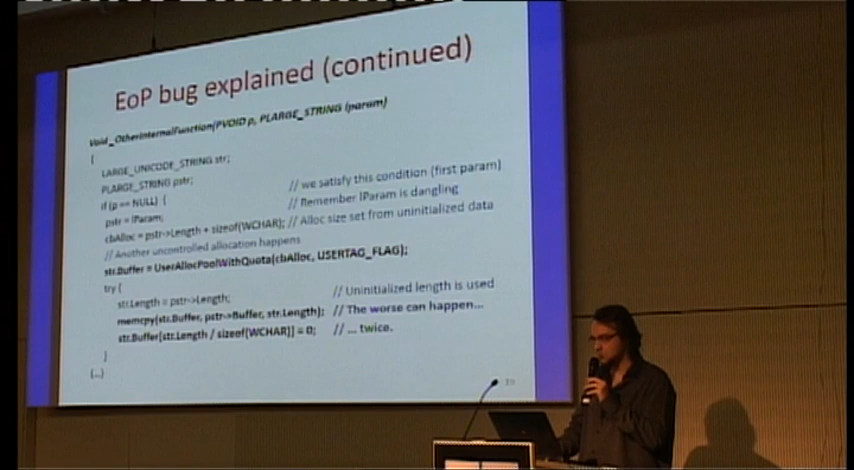 EoP bug explained (continued)
Void _OtherInternalFunction(PVOID p, PLARGE_STRING lparam)
{
LARGE_UNICODE_STRING str;
PLARGE_STRING pstr;
if (p == NULL) { // we satisfy this condition (first param)
pstr = lParam; // Remember lParam is dangling
cbAlloc = pstr->Length + sizeof(WCHAR); // Alloc size set from uninitialized data
// Another uncontrolled allocation happens
str.Buffer = UserAllocPoolWithQuota(cbAlloc, USERTAG_FLAG);
try {
str.Length = pstr->Length; // Uninitialized length is used
memcpy(str.Buffer, pstr->Buffer, str.Length); // The worse can happen...
str.Buffer[str.Length / sizeof(WCHAR)] = 0; // ... twice.
}
(...)